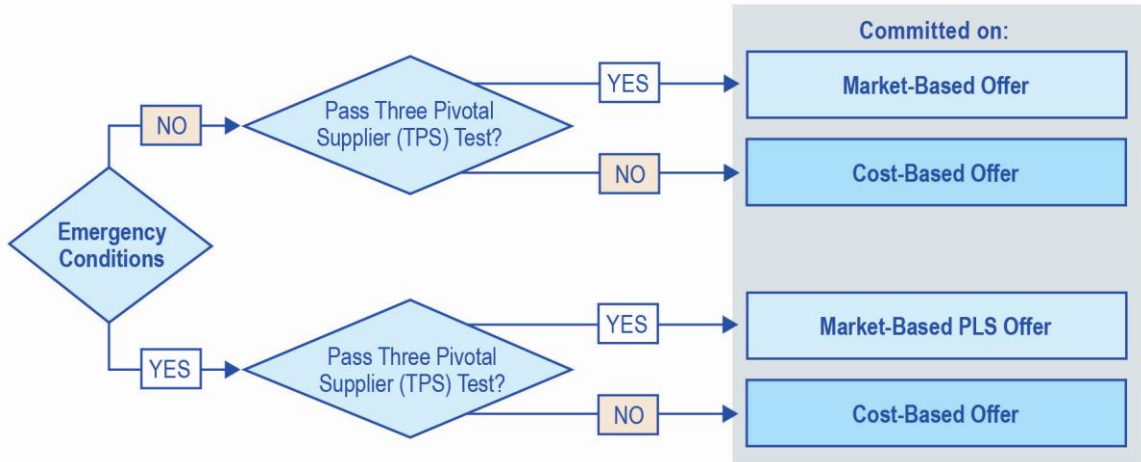 Committed on:
YES
Market-Based Offer
NO
Pass Three Pivotal
Supplier (TPS) Test?
NO
Cost-Based Offer
Emergency
Conditions
YES
Market-Based PLS Offer
YES
Pass Three Pivotal
Supplier (TPS) Test?
NO
Cost-Based Offer